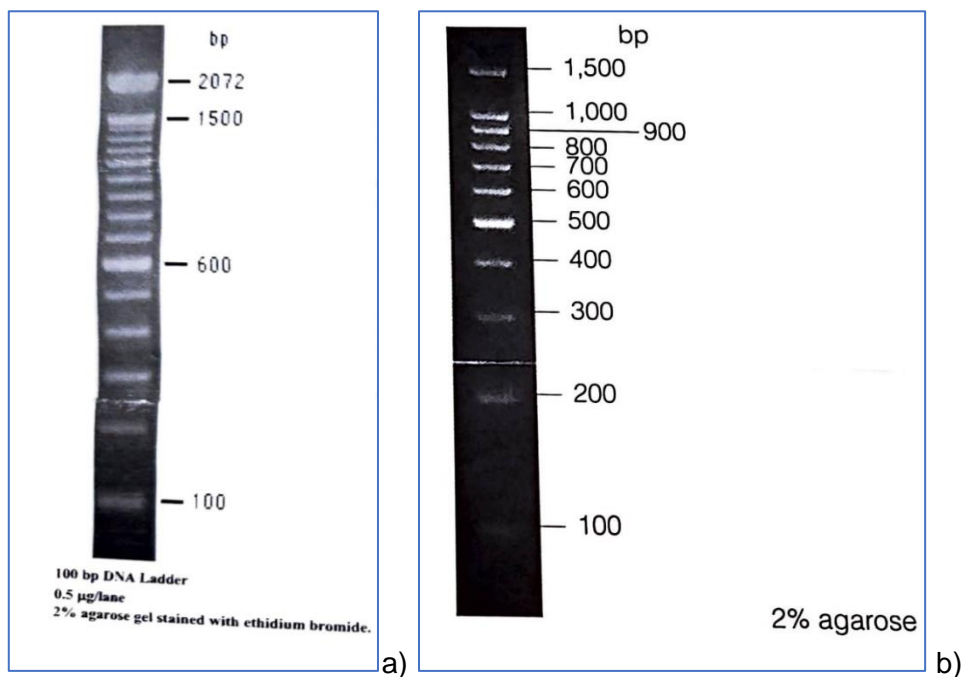 bp
2072
1500
600
100
100 bp DNA Ladder
0.5 µg/lane
2% agarose gel stained with ethidium bromide.
a)
bp
1,500
1,000
900
800
700
600
500
400
300
200
100
2% agarose
b)